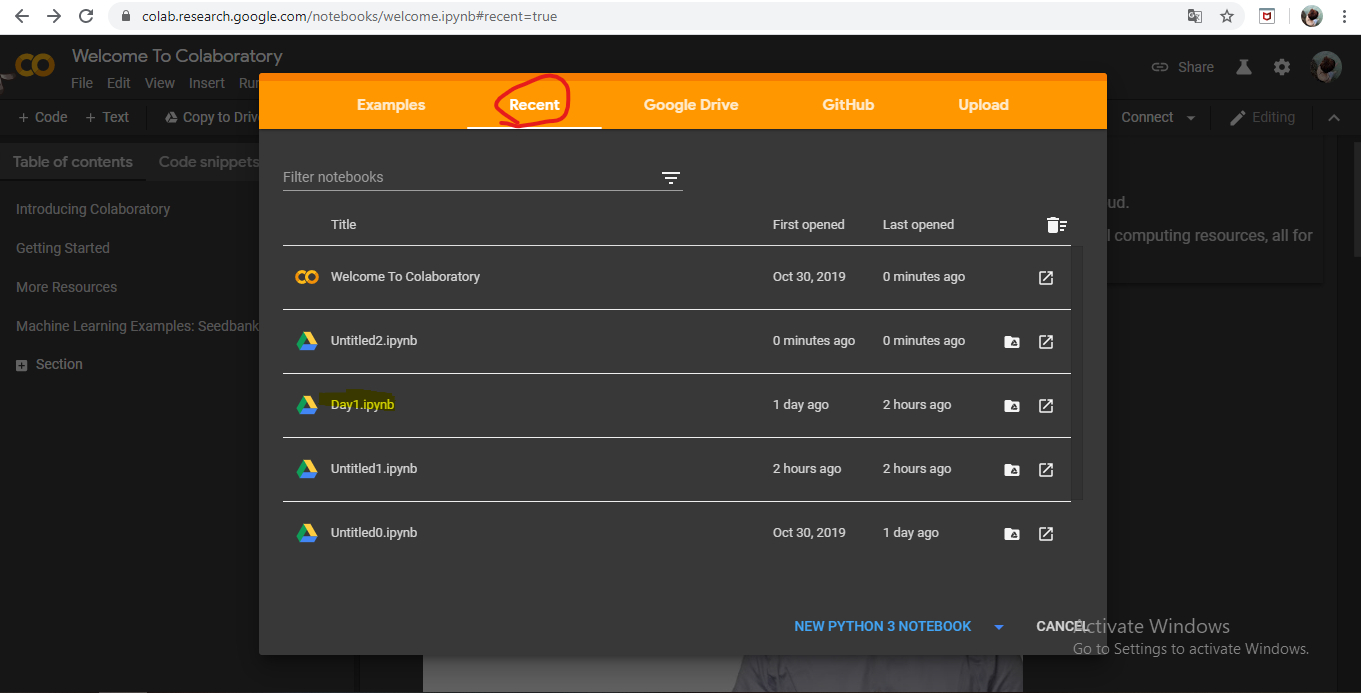 colab.research.google.com/notebooks/welcome.ipynb#recent=true
Welcome To Colaboratory
File Edit View Insert Run
Share
+ Code + Text Copy to Drive
Connect
Editing
Table of contents Code snippets
Introducing Colaboratory
Getting Started
More Resources
Machine Learning Examples: Seedbank
Section
Examples Recent Google Drive GitHub Upload
Filter notebooks
Title First opened Last opened
Welcome To Colaboratory Oct 30, 2019 0 minutes ago
Untitled2.ipynb 0 minutes ago 0 minutes ago
Day1.ipynb 1 day ago 2 hours ago
Untitled1.ipynb 2 hours ago 2 hours ago
Untitled0.ipynb Oct 30, 2019 1 day ago
NEW PYTHON 3 NOTEBOOK CANCEL
ud.
l computing resources, all for
Activate Windows
Go to Settings to activate Windows.